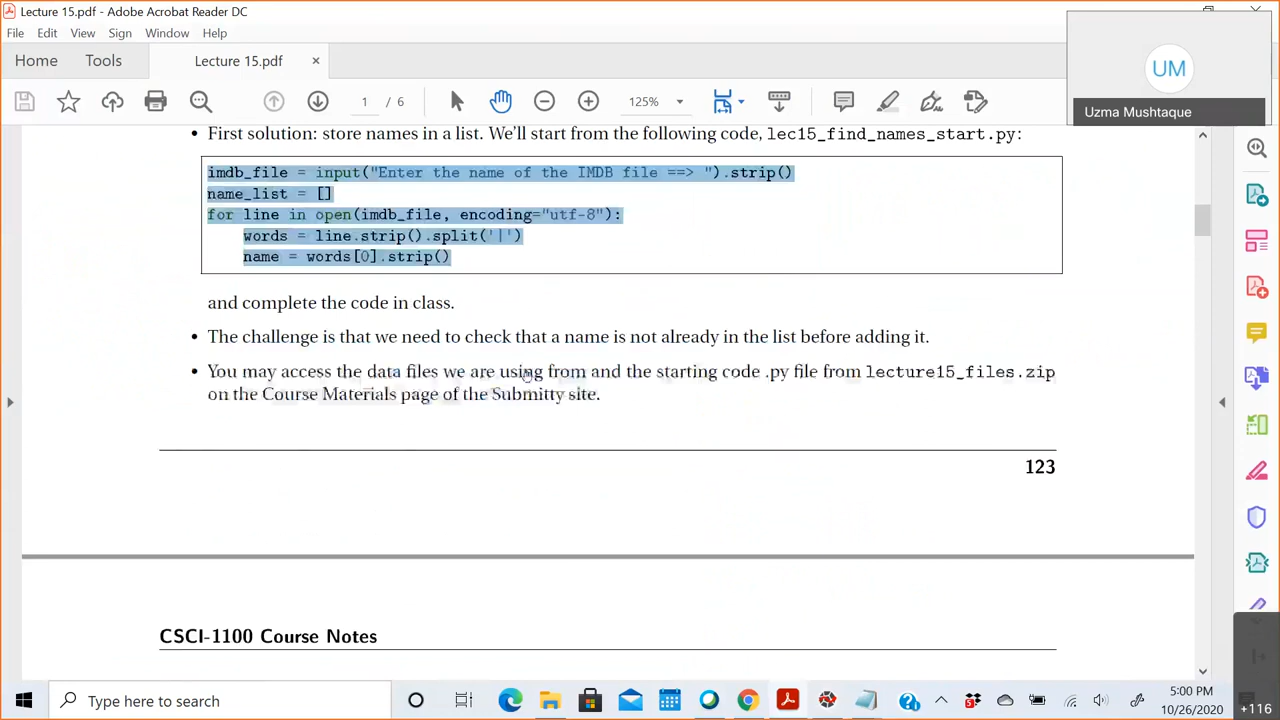 Lecture 15.pdf - Adobe Acrobat Reader DC
File Edit View Sign Window Help
Home Tools Lecture 15.pdf ×
1 / 6 125%
UM
Uzma Mushtaque
• First solution: store names in a list. We'll start from the following code, lec15_find_names_start.py:
imdb_file = input("Enter the name of the IMDB file ==> ").strip()
name_list = []
for line in open(imdb_file, encoding="utf-8"):
words = line.strip().split('|')
name = words[0].strip()
and complete the code in class.
• The challenge is that we need to check that a name is not already in the list before adding it.
• You may access the data files we are using from and the starting code .py file from lecture15_files.zip
on the Course Materials page of the Submitty site.
123
CSCI-1100 Course Notes
Type here to search
5:00 PM
10/26/2020
+116